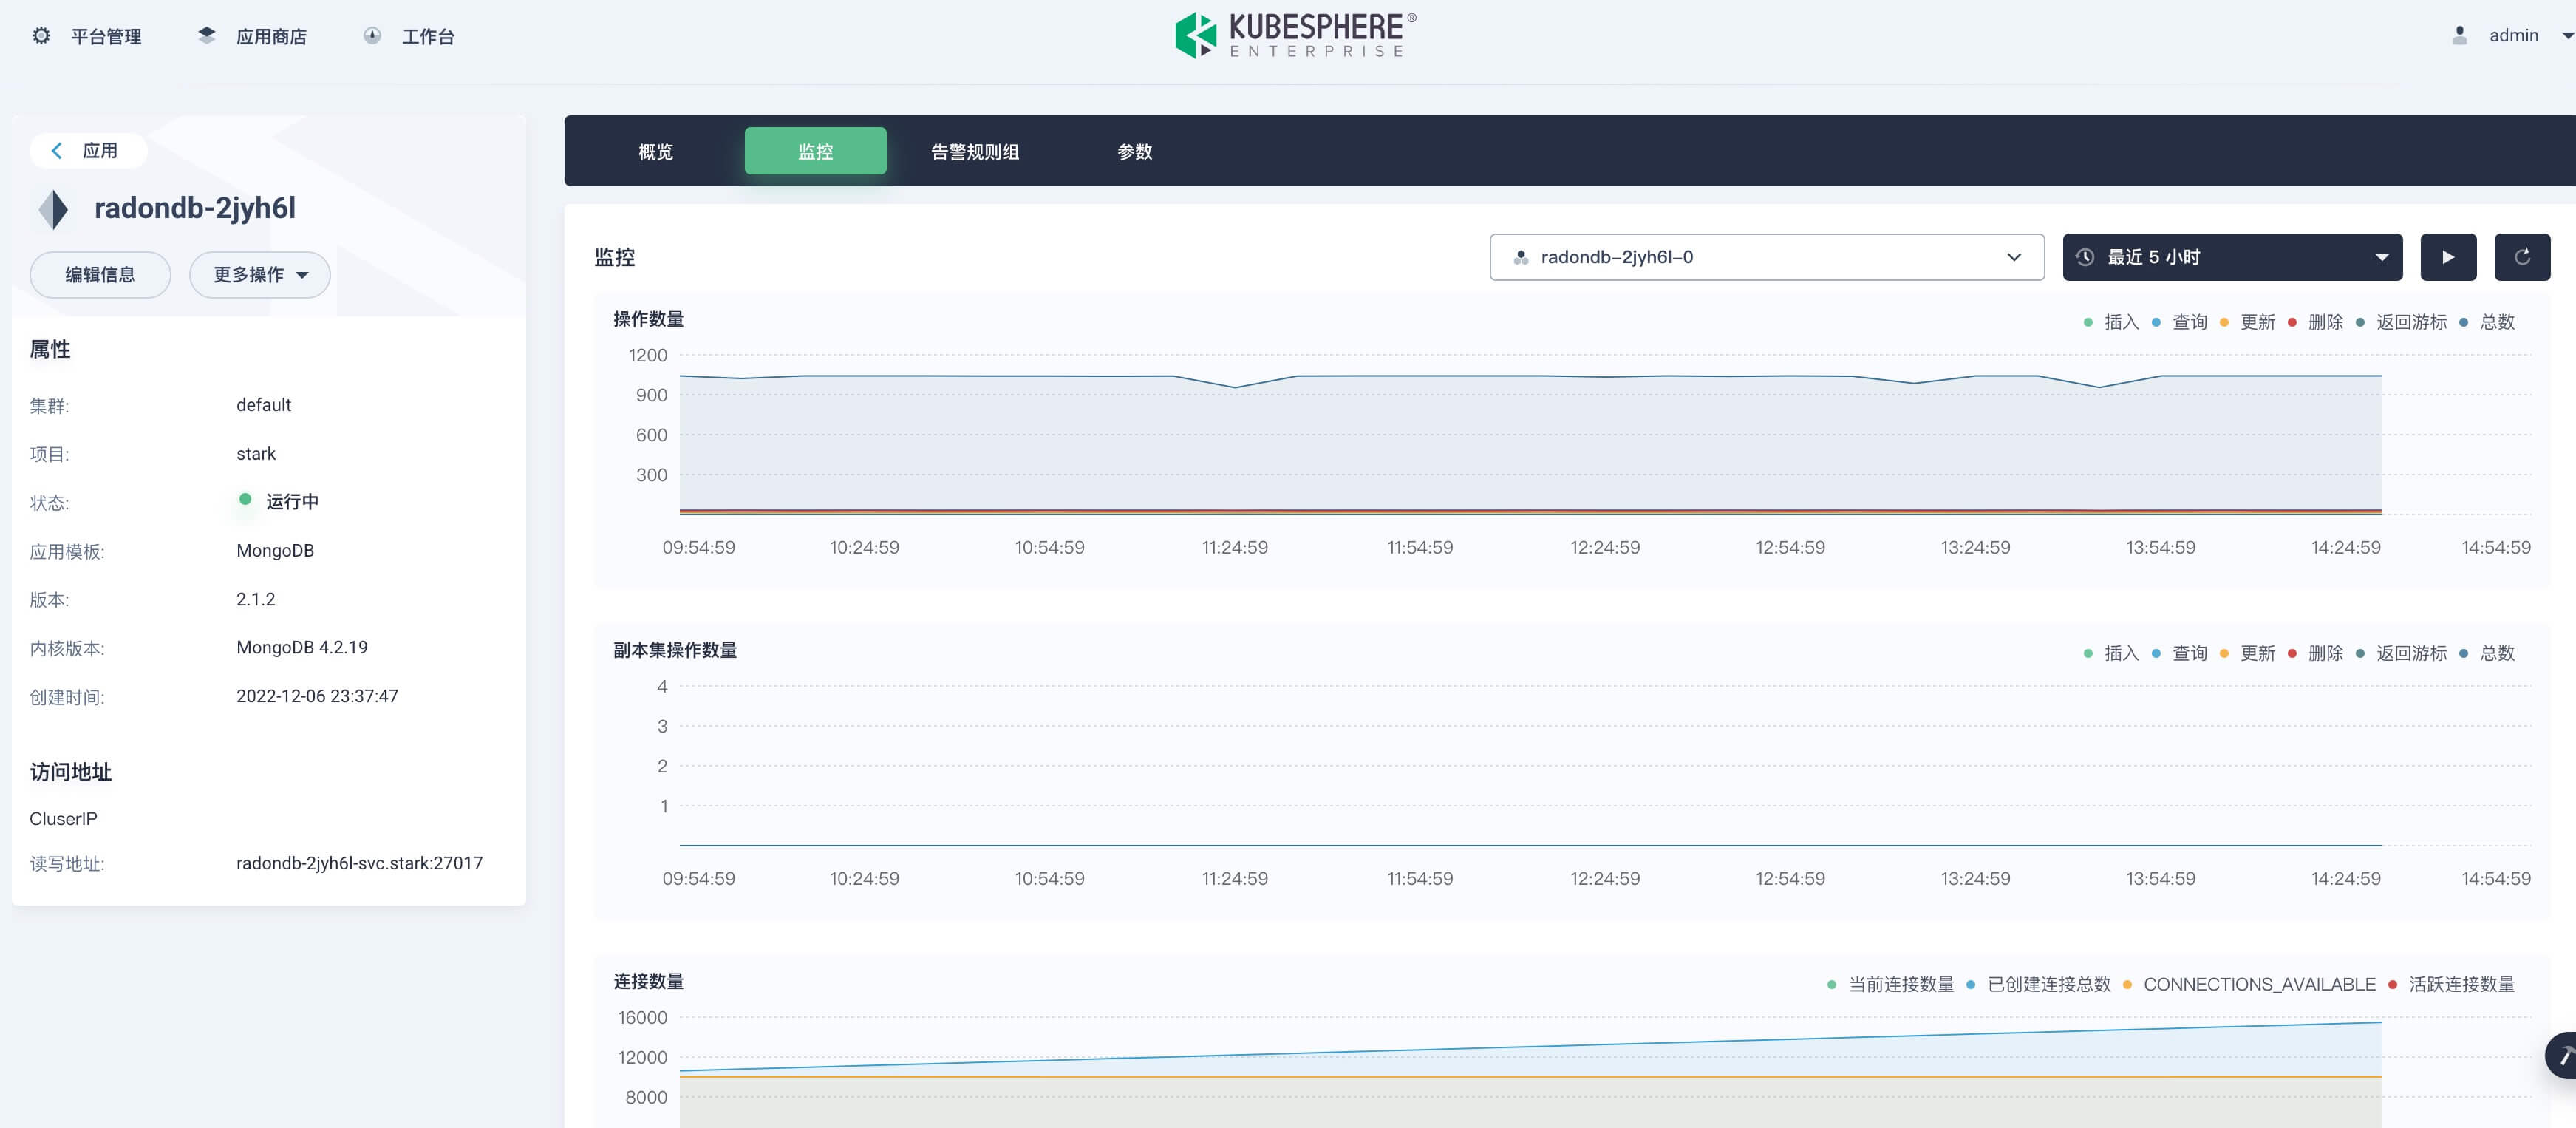 平台管理 应用商店 工作台
KUBESPHERE®
ENTERPRISE
admin
应用
radondb-2jyh6l
编辑信息 更多操作
属性
集群: default
项目: stark
状态: 运行中
应用模板: MongoDB
版本: 2.1.2
内核版本: MongoDB 4.2.19
创建时间: 2022-12-06 23:37:47
访问地址
CluserIP
读写地址: radondb-2jyh6l-svc.stark:27017
概览 监控 告警规则组 参数
监控 radondb-2jyh6l-0 最近 5 小时
操作数量
插入 查询 更新 删除 返回游标 总数
1200
900
600
300
09:54:59 10:24:59 10:54:59 11:24:59 11:54:59 12:24:59 12:54:59 13:24:59 13:54:59 14:24:59 14:54:59
副本集操作数量
插入 查询 更新 删除 返回游标 总数
4
3
2
1
09:54:59 10:24:59 10:54:59 11:24:59 11:54:59 12:24:59 12:54:59 13:24:59 13:54:59 14:24:59 14:54:59
连接数量
当前连接数量 已创建连接总数 CONNECTIONS_AVAILABLE 活跃连接数量
16000
12000
8000